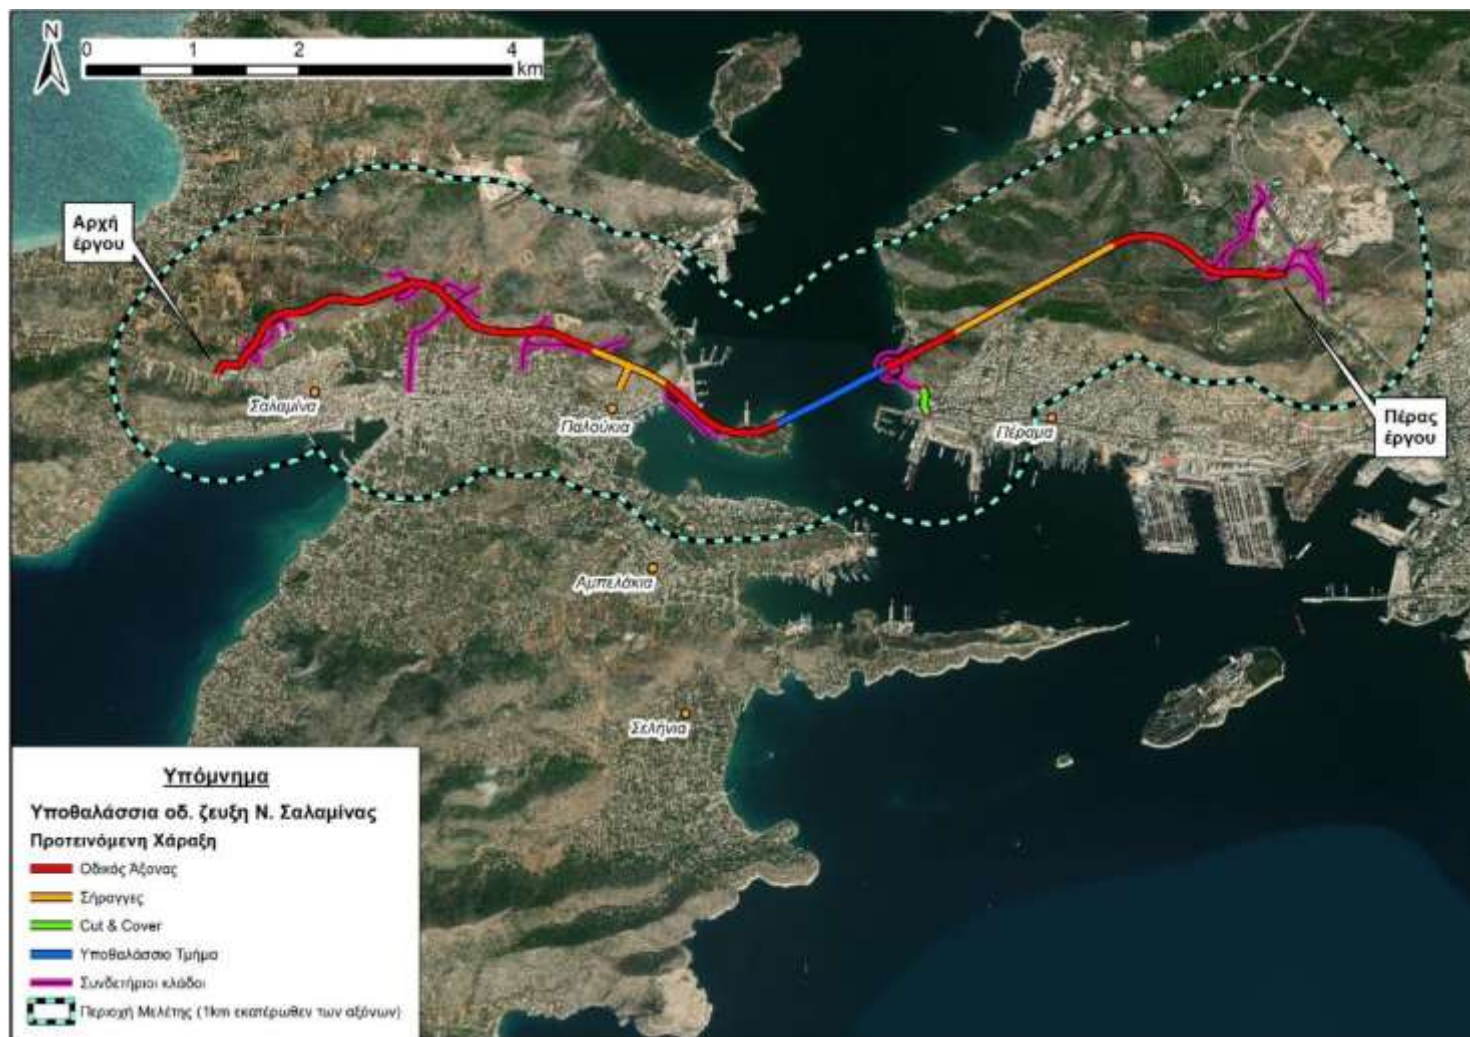 N
0 1 2 4
km
Αρχή
έργου
Σαλαμίνα
Παλούκια
Πέραμα
Πέρας
έργου
Αμπελάκια
Σελήνια
Υπόμνημα
Υποθαλάσσια οδ. ζευξη Ν. Σαλαμίνας
Προτεινόμενη Χάραξη
Οδικός Άξονας
Σήραγγες
Cut & Cover
Υποθαλάσσιο Τμήμα
Συνδετήριοι κλάδοι
Περιοχή Μελέτης (1km εκατέρωθεν των αξόνων)